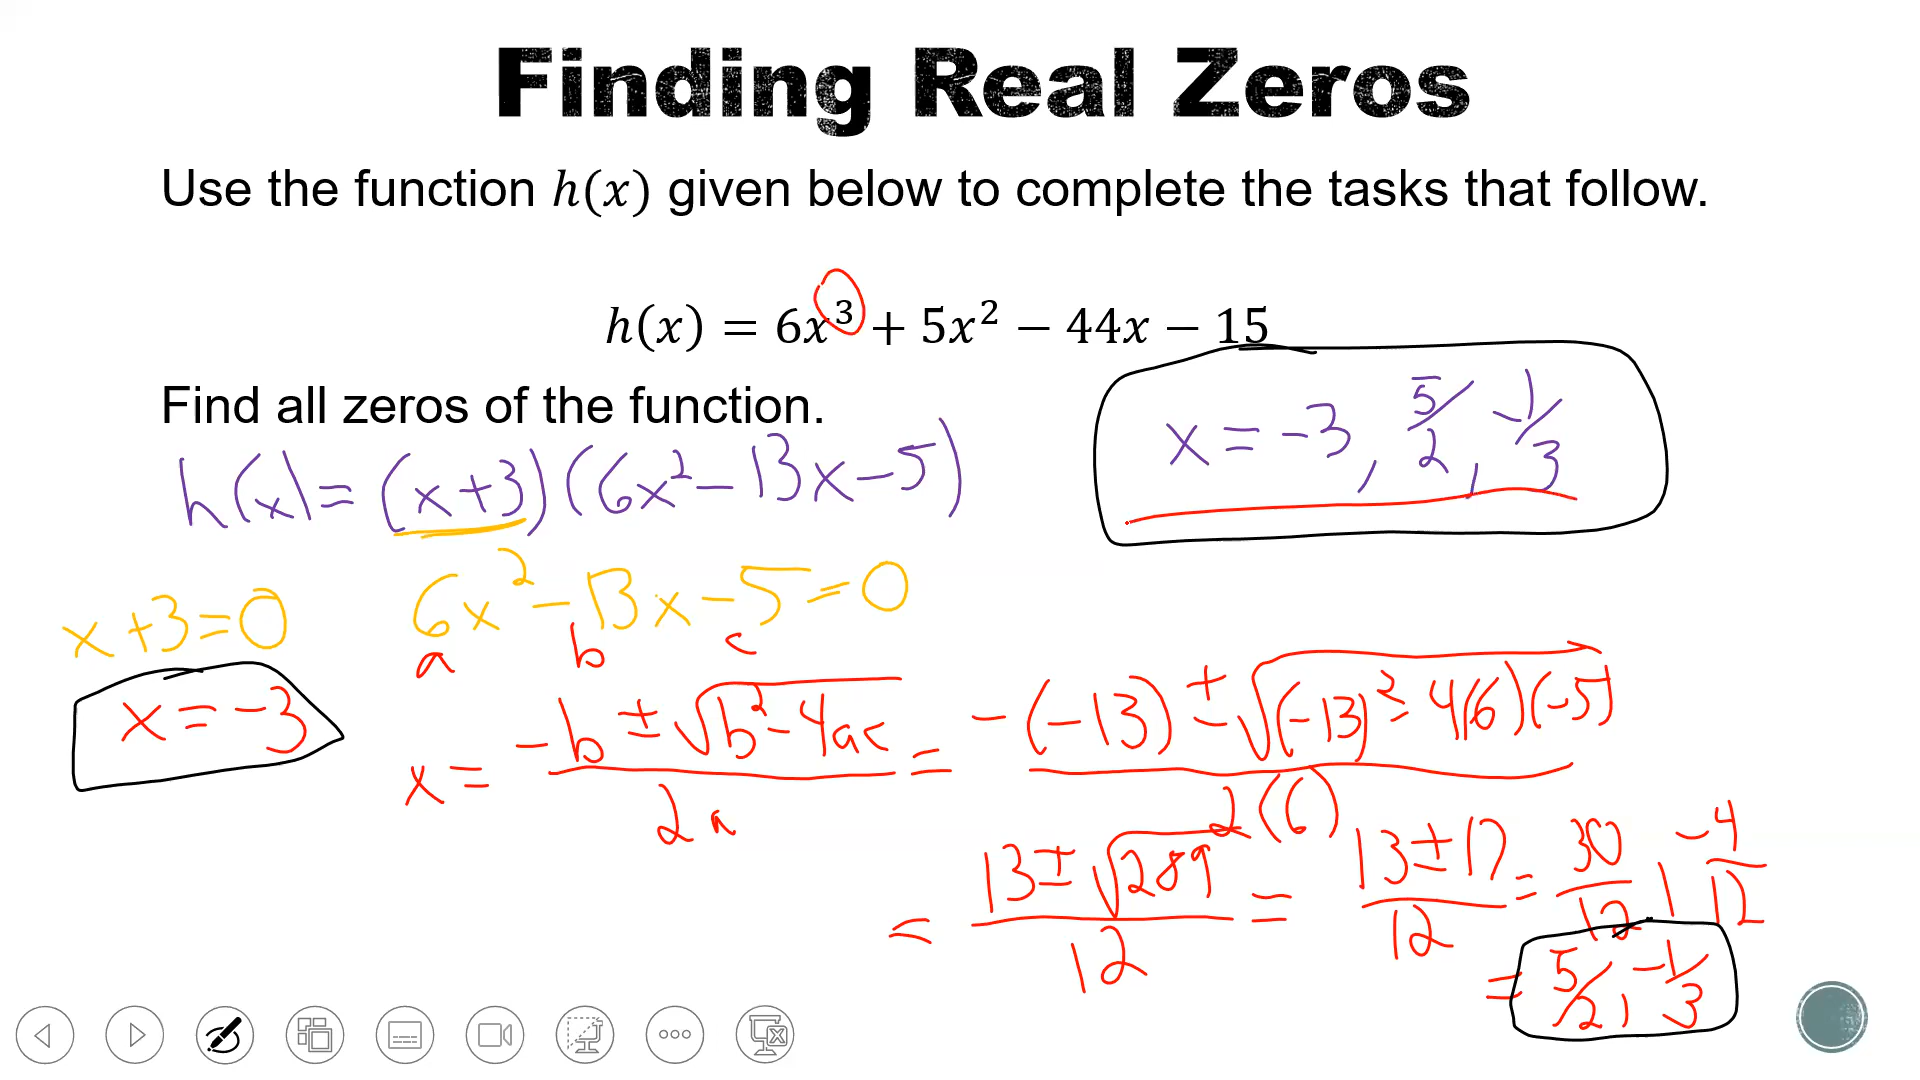 Finding Real Zeros
Use the function h(x) given below to complete the tasks that follow.
h(x) = 6x³ + 5x² − 44x − 15
Find all zeros of the function.
x = -3, 5/2, -1/3
h(x) = (x+3)(6x²-13x-5)
x+3=0
6x²-13x-5=0
a b c
x = -3
x = (-b ± √(b²-4ac))/(2a) = (-(-13) ± √((-13)²-4(6)(-5)))/(2(6))
= (13 ± √289)/12 = (13 ± 17)/12 = 30/12, -4/12
= 5/2, -1/3